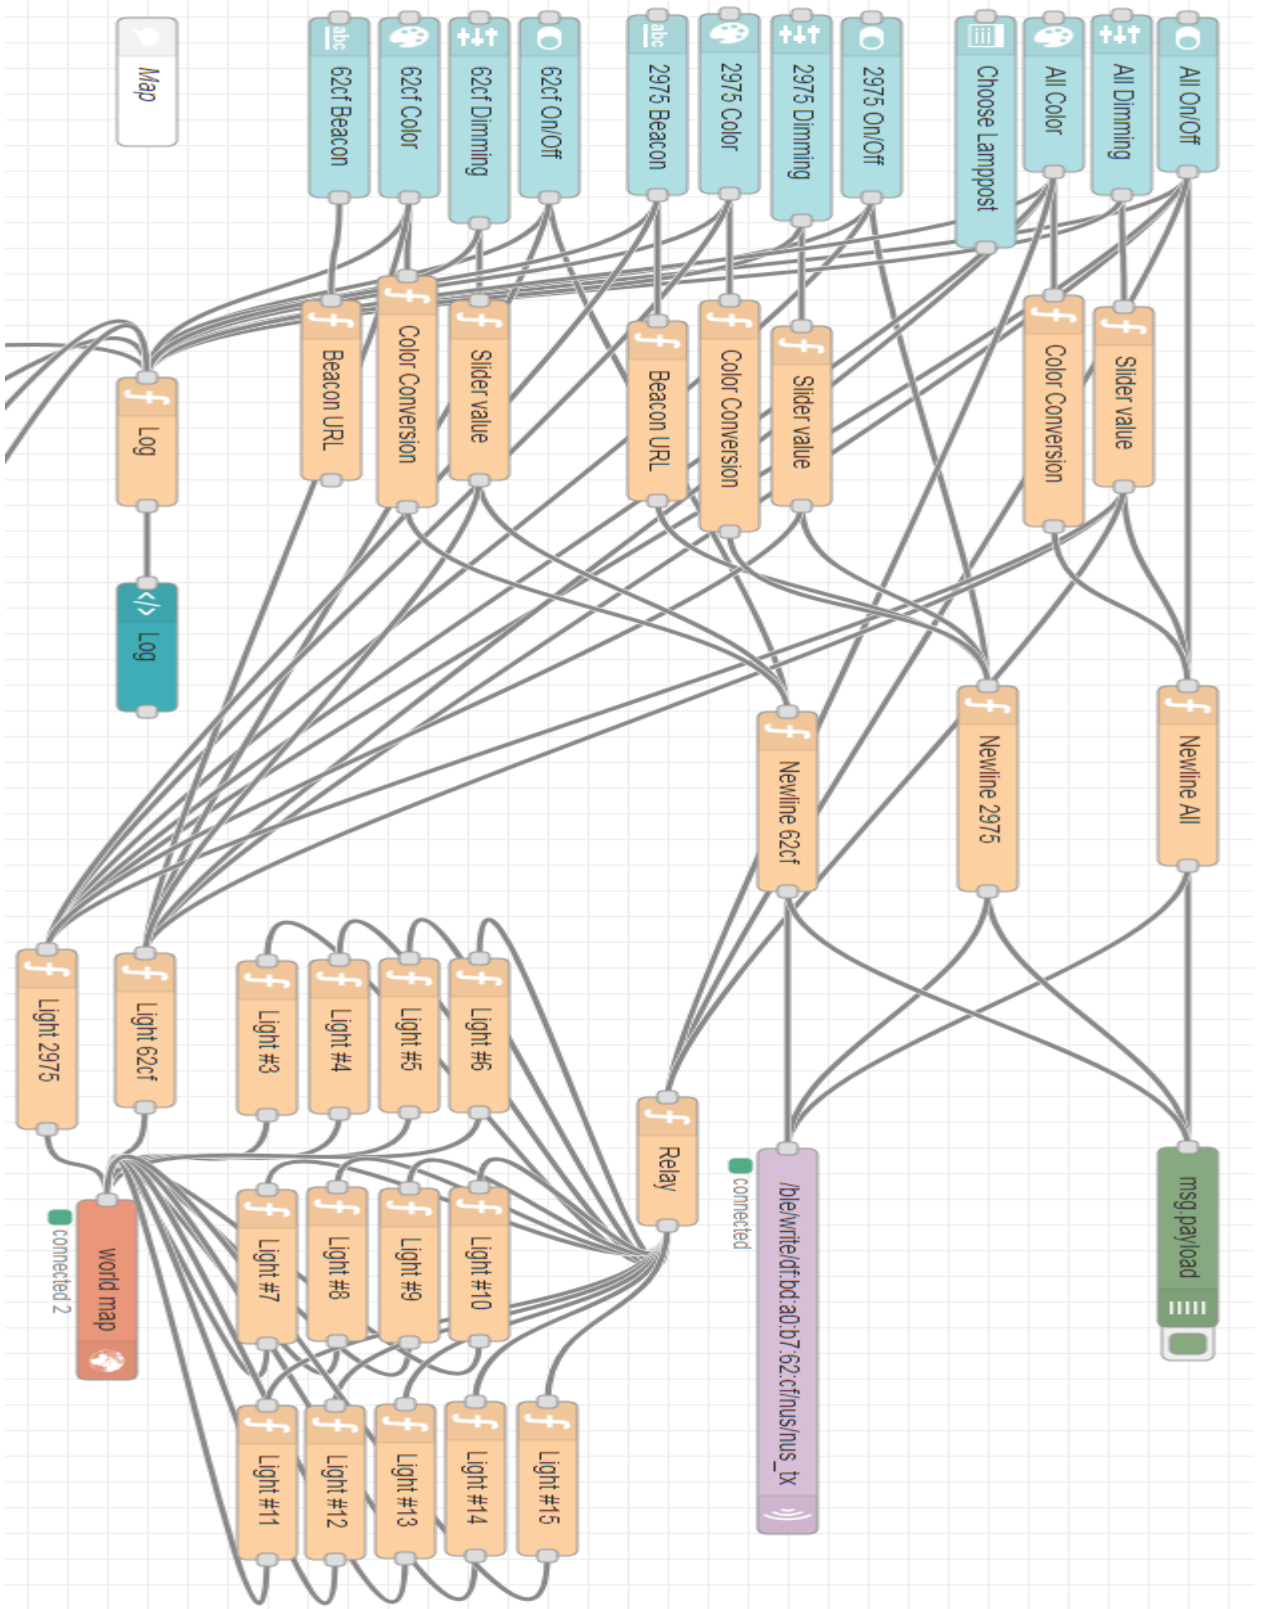 All On/Off
All Dimming
All Color
Choose Lamppost
2975 On/Off
2975 Dimming
2975 Color
abc
2975 Beacon
62cf On/Off
62cf Dimming
62cf Color
abc
62cf Beacon
Map
f Slider value
f Color Conversion
f Slider value
f Color Conversion
f Beacon URL
f Slider value
f Color Conversion
f Beacon URL
f Log
</> Log
f Newline All
f Newline 2975
f Newline 62cf
f Relay
msg.payload
/ble/write/df:bd:a0:b7:62:cf/nus/nus_tx
connected
f Light #6
f Light #5
f Light #4
f Light #3
f Light 62cf
f Light 2975
f Light #10
f Light #9
f Light #8
f Light #7
world map
connected 2
f Light #15
f Light #14
f Light #13
f Light #12
f Light #11